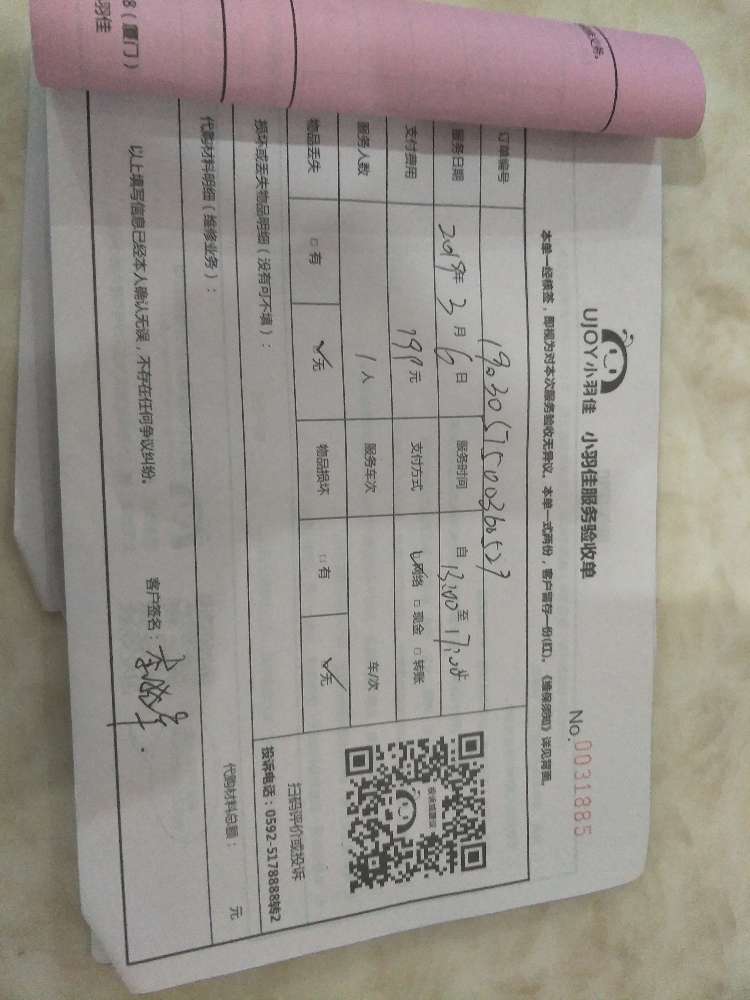 8（厦门）
羽佳
UJOY小羽佳 小羽佳服务验收单
No.0031885
本单一经核签，即视为对本次服务验收无异议。本单一式两份，客户留存一份(红)。《维保须知》详见背面。
订单编号
服务日期 2019年 3月 6日 服务时间 自13:00至17:00
支付费用 199元 支付方式 网络 □现金 □转账
服务人数 1人 服务车次 车/次
物品丢失 □有 ✓无 物品损坏 □有 ✓无
损坏或丢失物品明细（没有可不填）：
扫码评价或投诉
投诉电话：0592-5178888转2
代购材料明细（维修业务）：
代购材料总额： 元
以上填写信息已经本人确认无误，不存在任何争议纠纷。
客户签名：